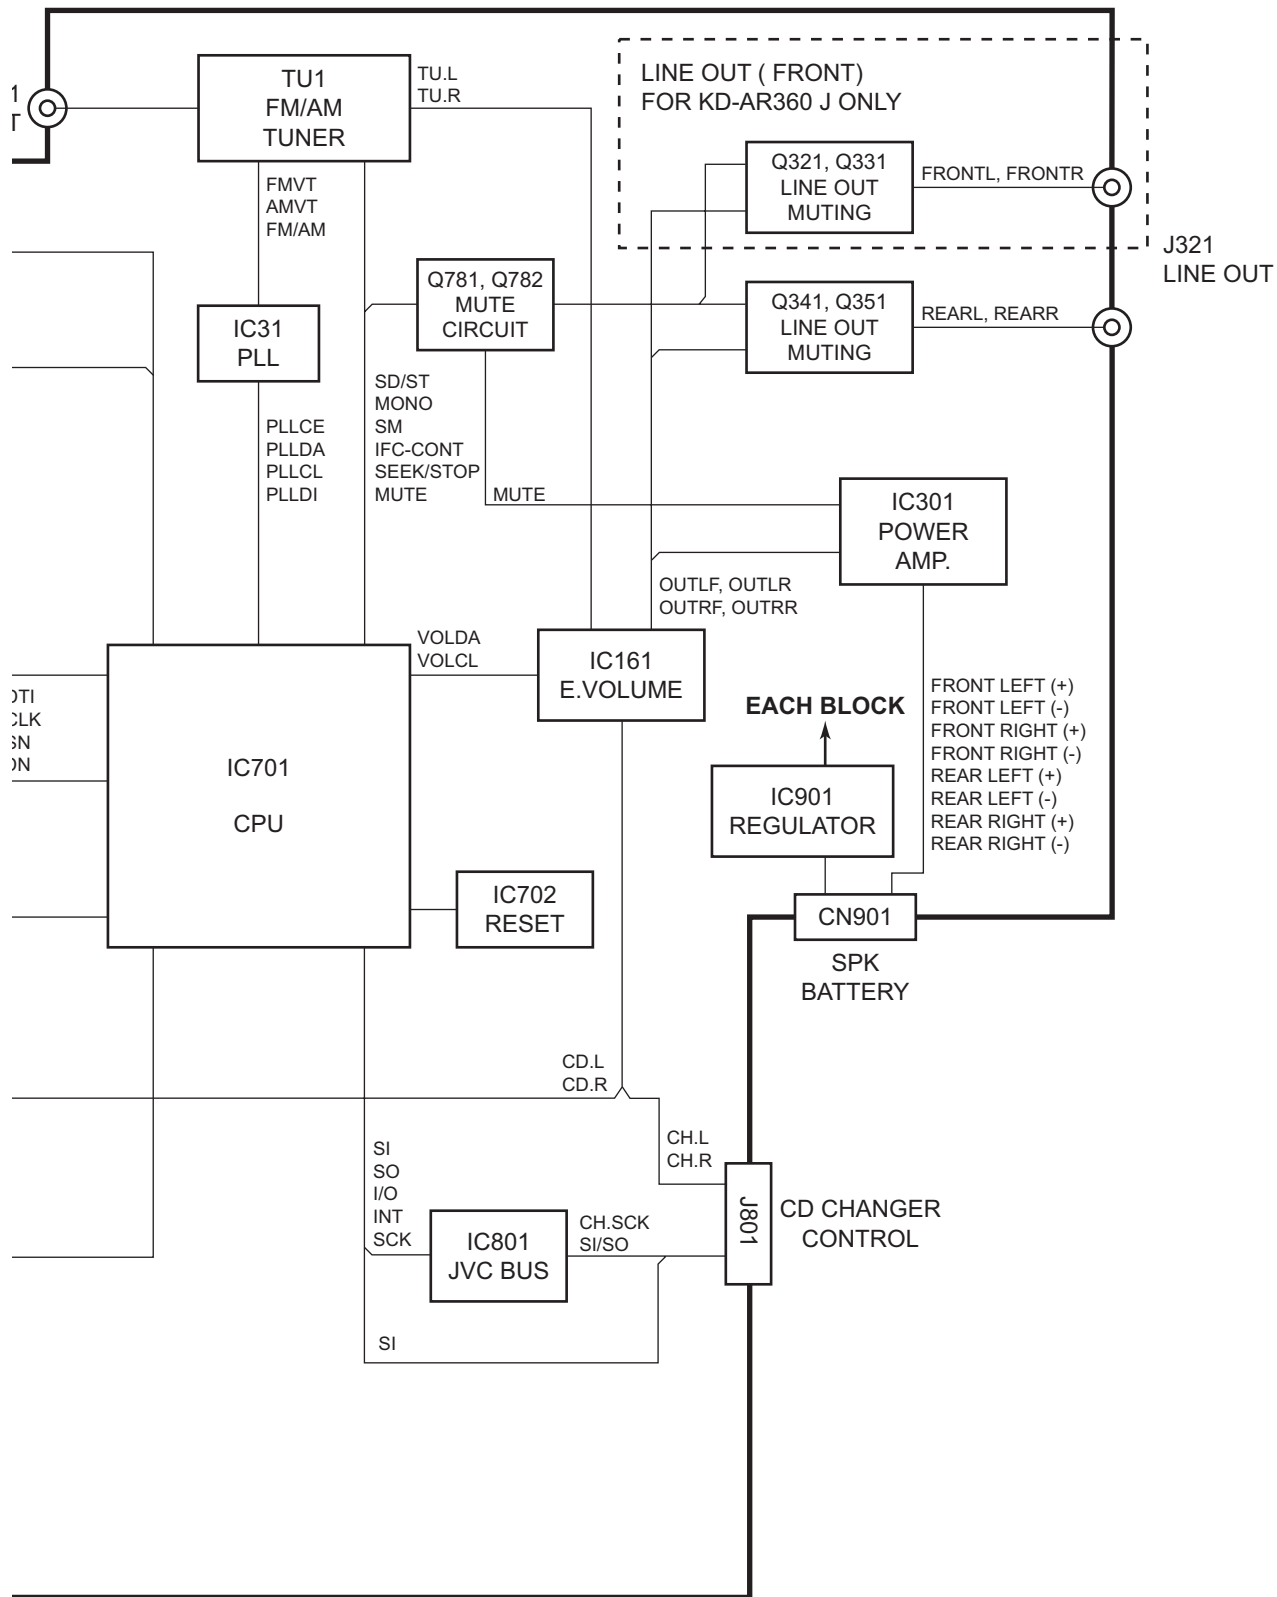 TU1
FM/AM
TUNER
TU.L
TU.R
LINE OUT ( FRONT)
FOR KD-AR360 J ONLY
Q321, Q331
LINE OUT
MUTING
FRONTL, FRONTR
FMVT
AMVT
FM/AM
J321
LINE OUT
Q781, Q782
MUTE
CIRCUIT
Q341, Q351
LINE OUT
MUTING
REARL, REARR
IC31
PLL
SD/ST
MONO
SM
IFC-CONT
SEEK/STOP
MUTE
PLLCE
PLLDA
PLLCL
PLLDI
MUTE
IC301
POWER
AMP.
OUTLF, OUTLR
OUTRF, OUTRR
VOLDA
VOLCL
IC161
E.VOLUME
FRONT LEFT (+)
FRONT LEFT (-)
FRONT RIGHT (+)
FRONT RIGHT (-)
REAR LEFT (+)
REAR LEFT (-)
REAR RIGHT (+)
REAR RIGHT (-)
EACH BLOCK
IC701
CPU
IC901
REGULATOR
IC702
RESET
CN901
SPK
BATTERY
CD.L
CD.R
CH.L
CH.R
SI
SO
I/O
INT
SCK
IC801
JVC BUS
CH.SCK
SI/SO
J801
CD CHANGER
CONTROL
SI